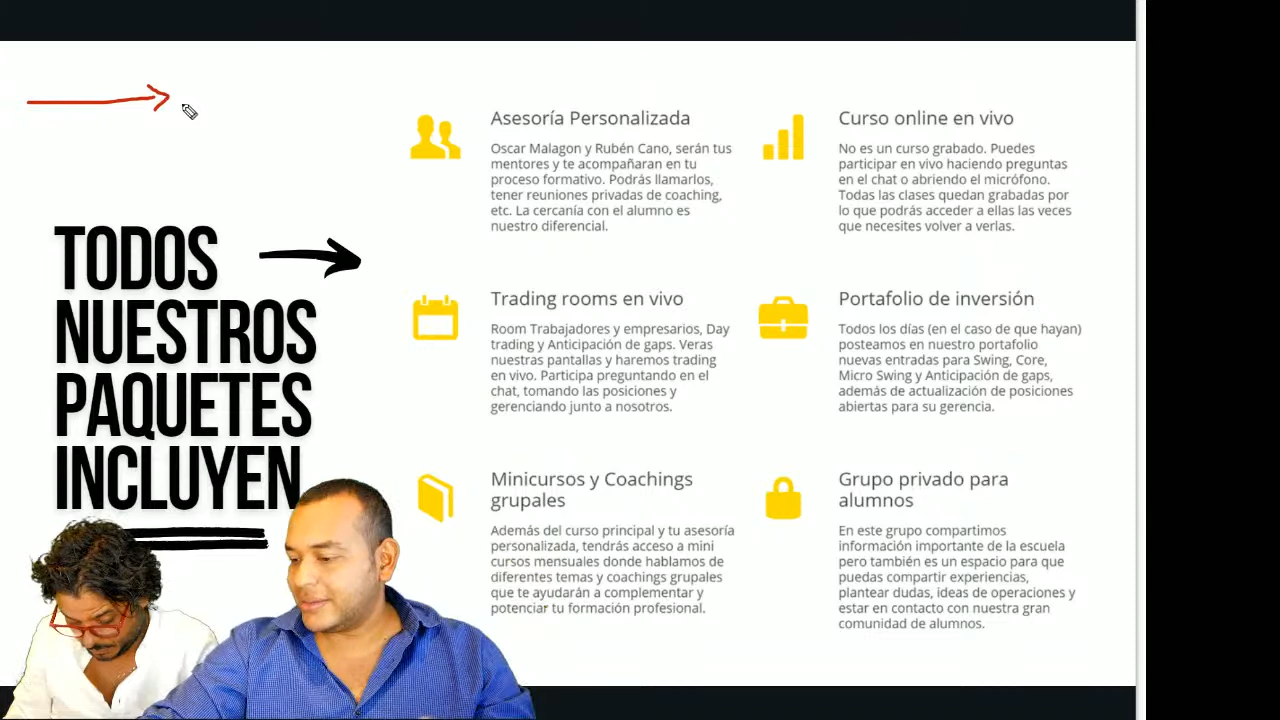 TODOS
NUESTROS
PAQUETES
INCLUYEN
Asesoría Personalizada
Oscar Malagon y Rubén Cano, serán tus
mentores y te acompañaran en tu
proceso formativo. Podrás llamarlos,
tener reuniones privadas de coaching,
etc. La cercanía con el alumno es
nuestro diferencial.
Curso online en vivo
No es un curso grabado. Puedes
participar en vivo haciendo preguntas
en el chat o abriendo el micrófono.
Todas las clases quedan grabadas por
lo que podrás acceder a ellas las veces
que necesites volver a verlas.
Trading rooms en vivo
Room Trabajadores y empresarios, Day
trading y Anticipación de gaps. Veras
nuestras pantallas y haremos trading
en vivo. Participa preguntando en el
chat, tomando las posiciones y
gerenciando junto a nosotros.
Portafolio de inversión
Todos los días (en el caso de que hayan)
posteamos en nuestro portafolio
nuevas entradas para Swing, Core,
Micro Swing y Anticipación de gaps,
además de actualización de posiciones
abiertas para su gerencia.
Minicursos y Coachings
grupales
Además del curso principal y tu asesoría
personalizada, tendrás acceso a mini
cursos mensuales donde hablamos de
diferentes temas y coachings grupales
que te ayudarán a complementar y
potenciar tu formación profesional.
Grupo privado para
alumnos
En este grupo compartimos
información importante de la escuela
pero también es un espacio para que
puedas compartir experiencias,
plantear dudas, ideas de operaciones y
estar en contacto con nuestra gran
comunidad de alumnos.